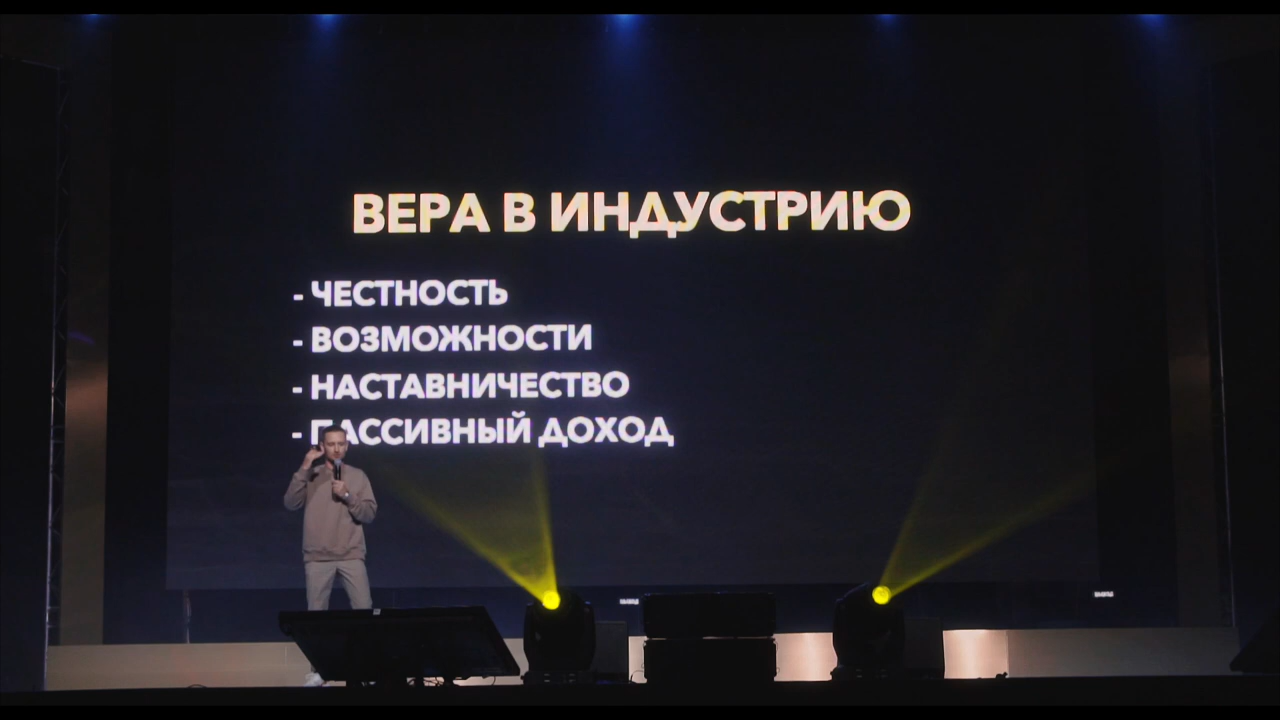 ВЕРА В ИНДУСТРИЮ
- ЧЕСТНОСТЬ
- ВОЗМОЖНОСТИ
- НАСТАВНИЧЕСТВО
- ПАССИВНЫЙ ДОХОД